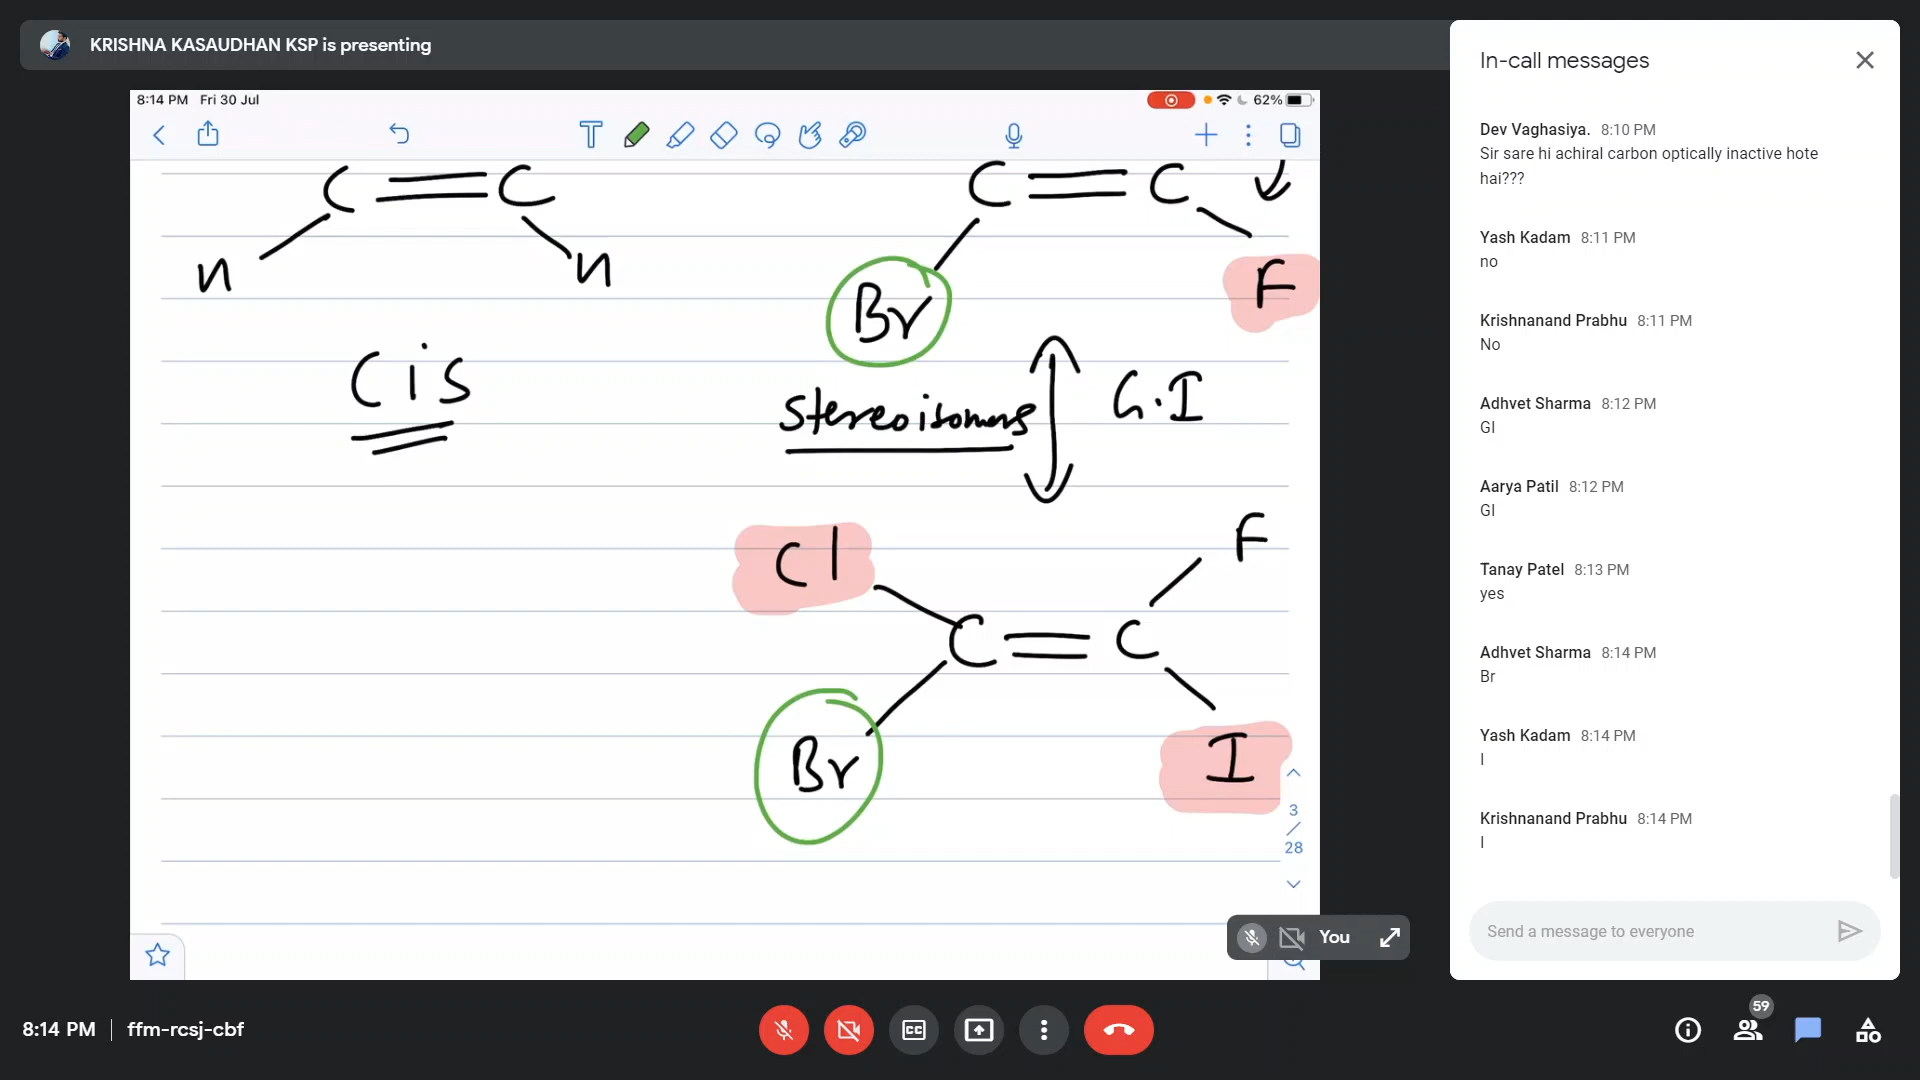 KRISHNA KASAUDHAN KSP is presenting
8:14 PM Fri 30 Jul
62%
C = C
n n
Cis
C = C
Br F
stereoisomers G.I
Cl F
C = C
Br I
3
/
28
You
In-call messages
Dev Vaghasiya. 8:10 PM
Sir sare hi achiral carbon optically inactive hote
hai???
Yash Kadam 8:11 PM
no
Krishnanand Prabhu 8:11 PM
No
Adhvet Sharma 8:12 PM
GI
Aarya Patil 8:12 PM
GI
Tanay Patel 8:13 PM
yes
Adhvet Sharma 8:14 PM
Br
Yash Kadam 8:14 PM
I
Krishnanand Prabhu 8:14 PM
I
Send a message to everyone
8:14 PM | ffm-rcsj-cbf
CC
59